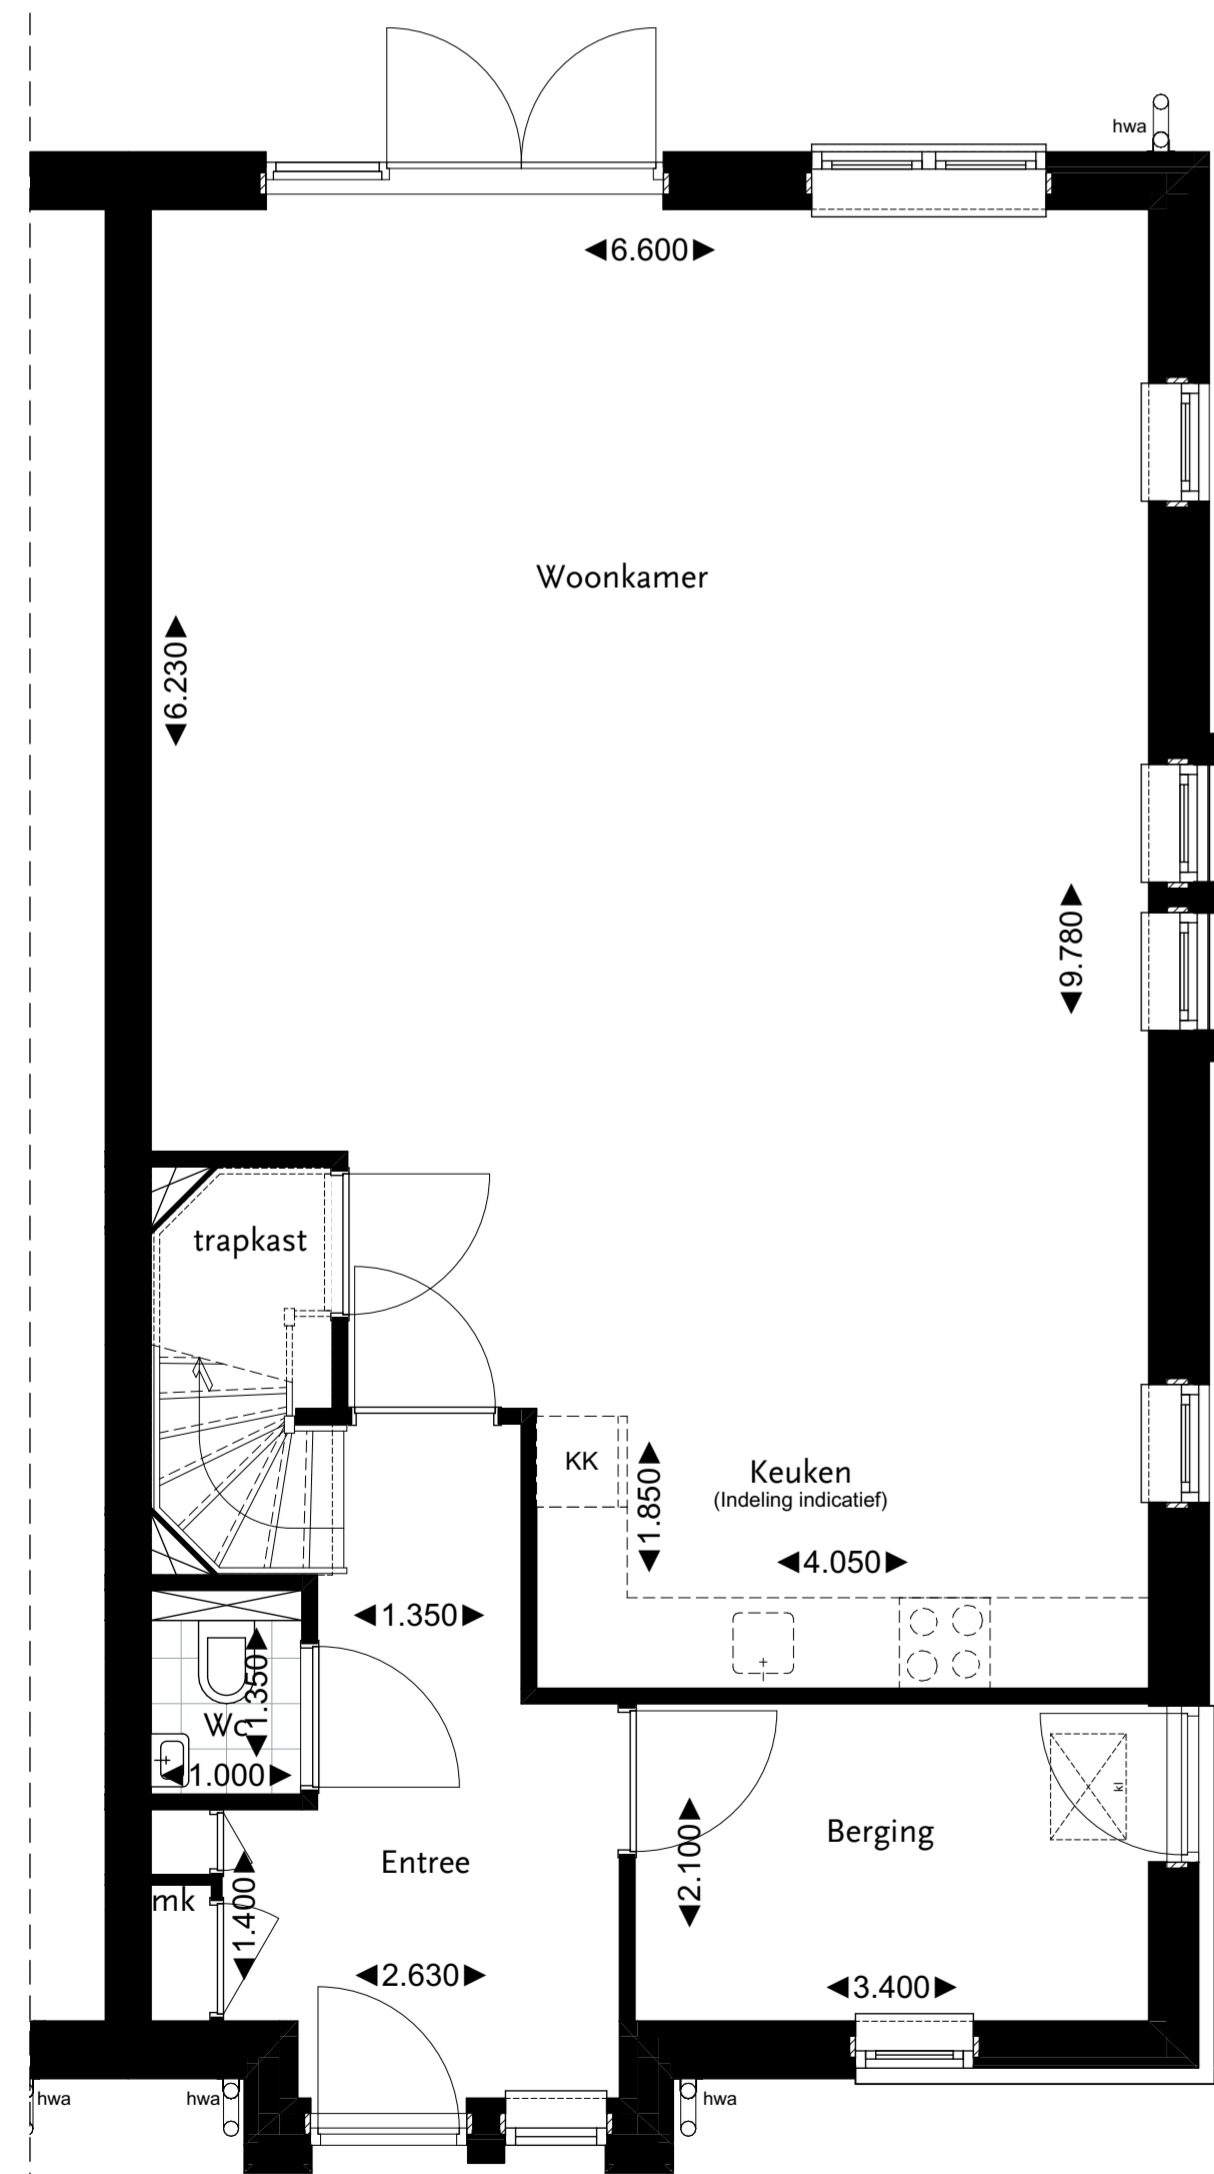 hwa
6.600
Woonkamer
6.230
9.780
trapkast
KK
Keuken
(Indeling indicatief)
1.850
4.050
1.350
1.350
Wc
1.000
Berging
kl
Entree
2.100
mk
1.400
2.630
3.400
hwa
hwa
hwa